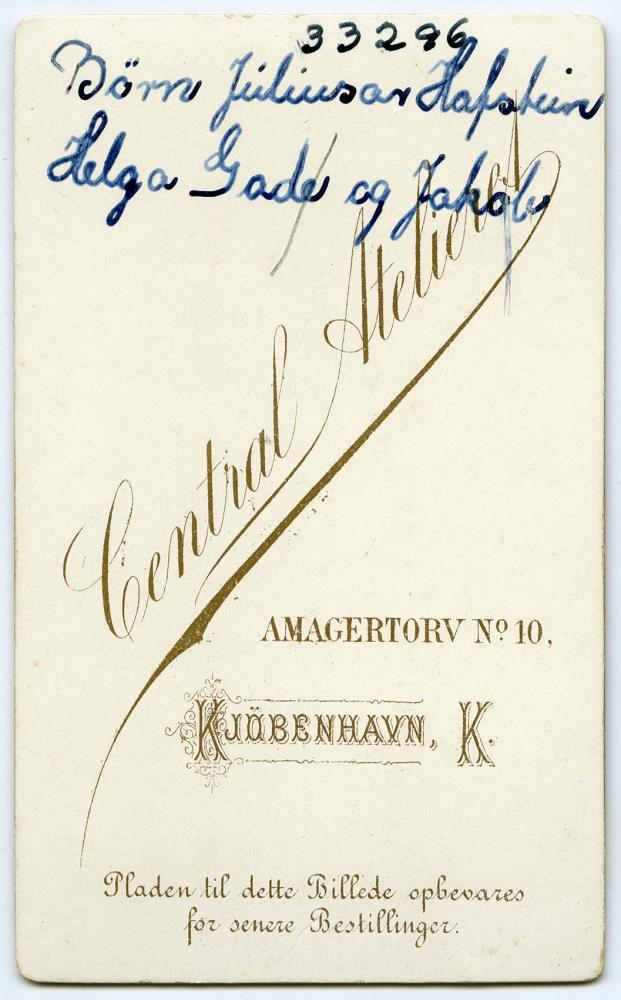 33296
Börn Júlíusar Hafstein
Helga Gade og Jakob
Central Atelieret
AMAGERTORV Nº 10,
KJÖBENHAVN, K.
Pladen til dette Billede opbevares
for senere Bestillinger.